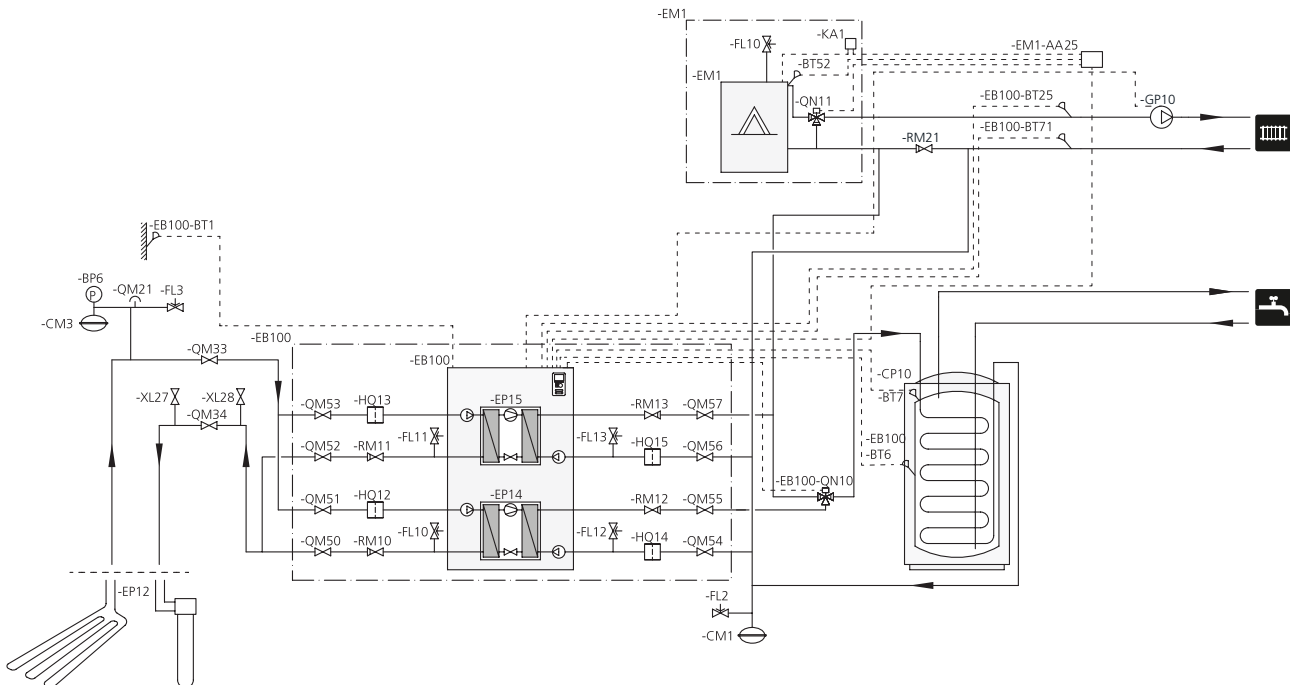 -EM1
-KA1
-FL10
-EM1-AA25
-BT52
-EM1
-QN11
-EB100-BT25
-GP10
-EB100-BT71
-RM21
-EB100-BT1
-BP6
P
-QM21
-FL3
-CM3
-EB100
-QM33
-EB100
-XL27
-XL28
-QM34
-CP10
-BT7
-QM53
-HQ13
-EP15
-RM13
-QM57
-FL11
-FL13
-QM52
-RM11
-HQ15
-QM56
-EB100
-BT6
-QM51
-HQ12
-EP14
-RM12
-QM55
-EB100-QN10
-FL10
-FL12
-QM50
-RM10
-HQ14
-QM54
-EP12
-FL2
-CM1